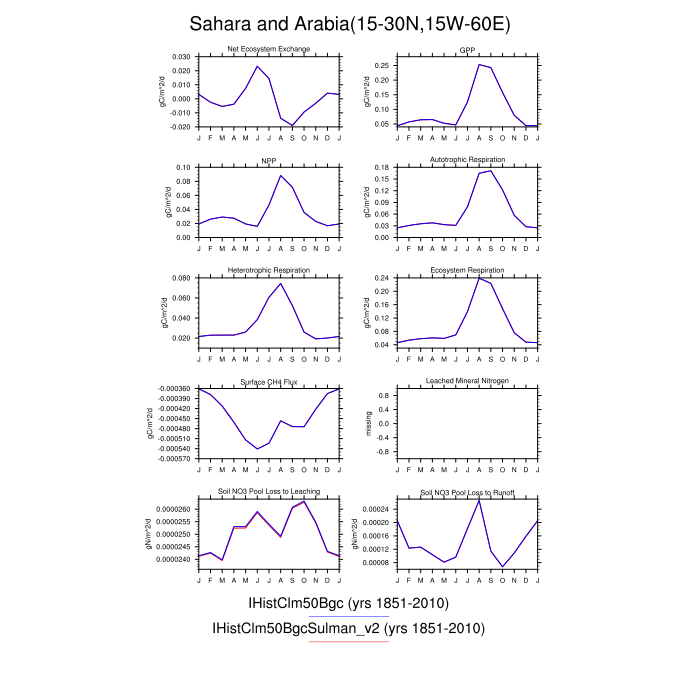 Sahara and Arabia(15-30N,15W-60E)
Net Ecosystem Exchange
gC/m^2/d
0.030
0.020
0.010
0.000
-0.010
-0.020
J F M A M J J A S O N D J
GPP
gC/m^2/d
0.25
0.20
0.15
0.10
0.05
J F M A M J J A S O N D J
NPP
gC/m^2/d
0.10
0.08
0.06
0.04
0.02
0.00
J F M A M J J A S O N D J
Autotrophic Respiration
gC/m^2/d
0.18
0.15
0.12
0.09
0.06
0.03
0.00
J F M A M J J A S O N D J
Heterotrophic Respiration
gC/m^2/d
0.080
0.060
0.040
0.020
J F M A M J J A S O N D J
Ecosystem Respiration
gC/m^2/d
0.24
0.20
0.16
0.12
0.08
0.04
J F M A M J J A S O N D J
Surface CH4 Flux
gC/m^2/d
-0.000360
-0.000390
-0.000420
-0.000450
-0.000480
-0.000510
-0.000540
-0.000570
J F M A M J J A S O N D J
Leached Mineral Nitrogen
missing
0.8
0.4
0.0
-0.4
-0.8
J F M A M J J A S O N D J
Soil NO3 Pool Loss to Leaching
gN/m^2/d
0.0000260
0.0000255
0.0000250
0.0000245
0.0000240
J F M A M J J A S O N D J
Soil NO3 Pool Loss to Runoff
gN/m^2/d
0.00024
0.00020
0.00016
0.00012
0.00008
J F M A M J J A S O N D J
IHistClm50Bgc (yrs 1851-2010)
IHistClm50BgcSulman_v2 (yrs 1851-2010)